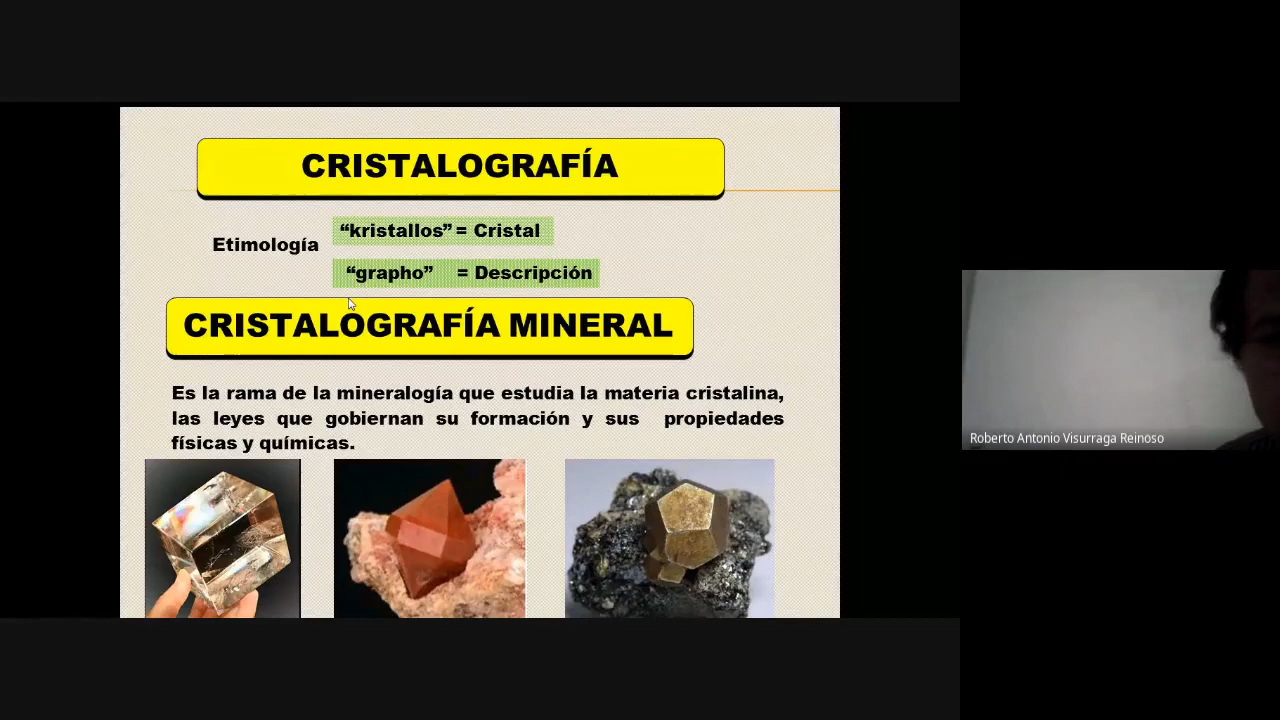 CRISTALOGRAFÍA
Etimología
“kristallos” = Cristal
“grapho” = Descripción
CRISTALOGRAFÍA MINERAL
Es la rama de la mineralogía que estudia la materia cristalina,
las leyes que gobiernan su formación y sus propiedades
físicas y químicas.
Roberto Antonio Visurraga Reinoso